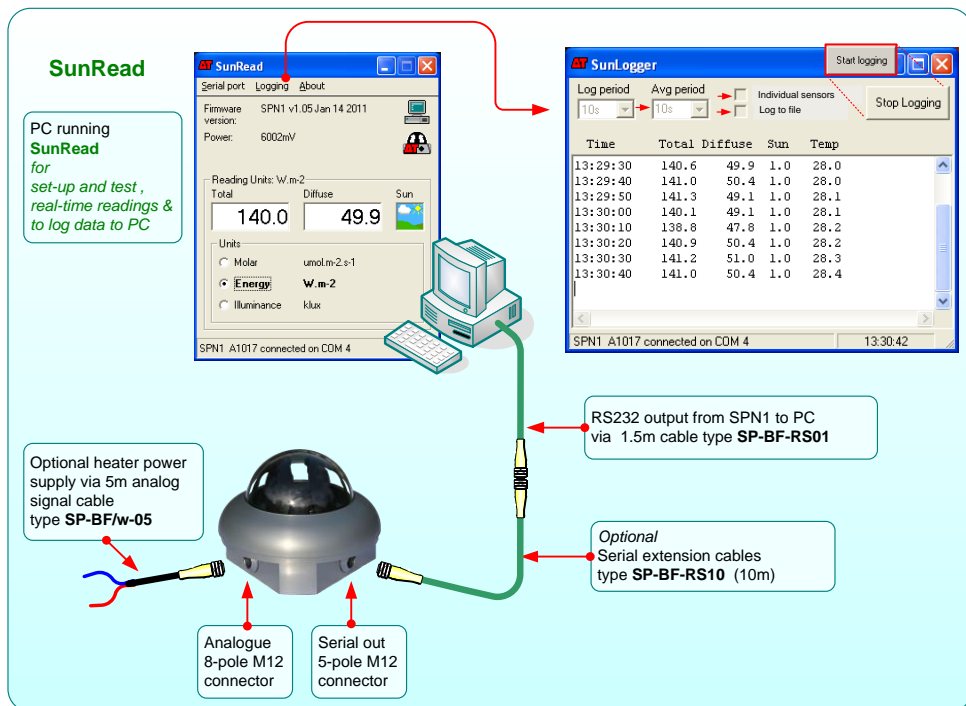 SunRead
PC running
SunRead
for
set-up and test ,
real-time readings &
to log data to PC
SunRead
Serial port Logging About
Firmware version: SPN1 v1.05 Jan 14 2011
Power: 6002mV
Reading Units: W.m-2
Total Diffuse Sun
140.0 49.9
Units
Molar umol.m-2.s-1
Energy W.m-2
Illuminance klux
SPN1 A1017 connected on COM 4
SunLogger
Start logging
Log period Avg period
10s 10s
Individual sensors
Log to file
Stop Logging
Time Total Diffuse Sun Temp
13:29:30 140.6 49.9 1.0 28.0
13:29:40 141.0 50.4 1.0 28.0
13:29:50 141.3 49.1 1.0 28.1
13:30:00 140.1 49.1 1.0 28.1
13:30:10 138.8 47.8 1.0 28.2
13:30:20 140.9 50.4 1.0 28.2
13:30:30 141.2 51.0 1.0 28.3
13:30:40 141.0 50.4 1.0 28.4
SPN1 A1017 connected on COM 4 13:30:42
RS232 output from SPN1 to PC
via 1.5m cable type SP-BF-RS01
Optional heater power
supply via 5m analog
signal cable
type SP-BF/w-05
Optional
Serial extension cables
type SP-BF-RS10 (10m)
Analogue
8-pole M12
connector
Serial out
5-pole M12
connector